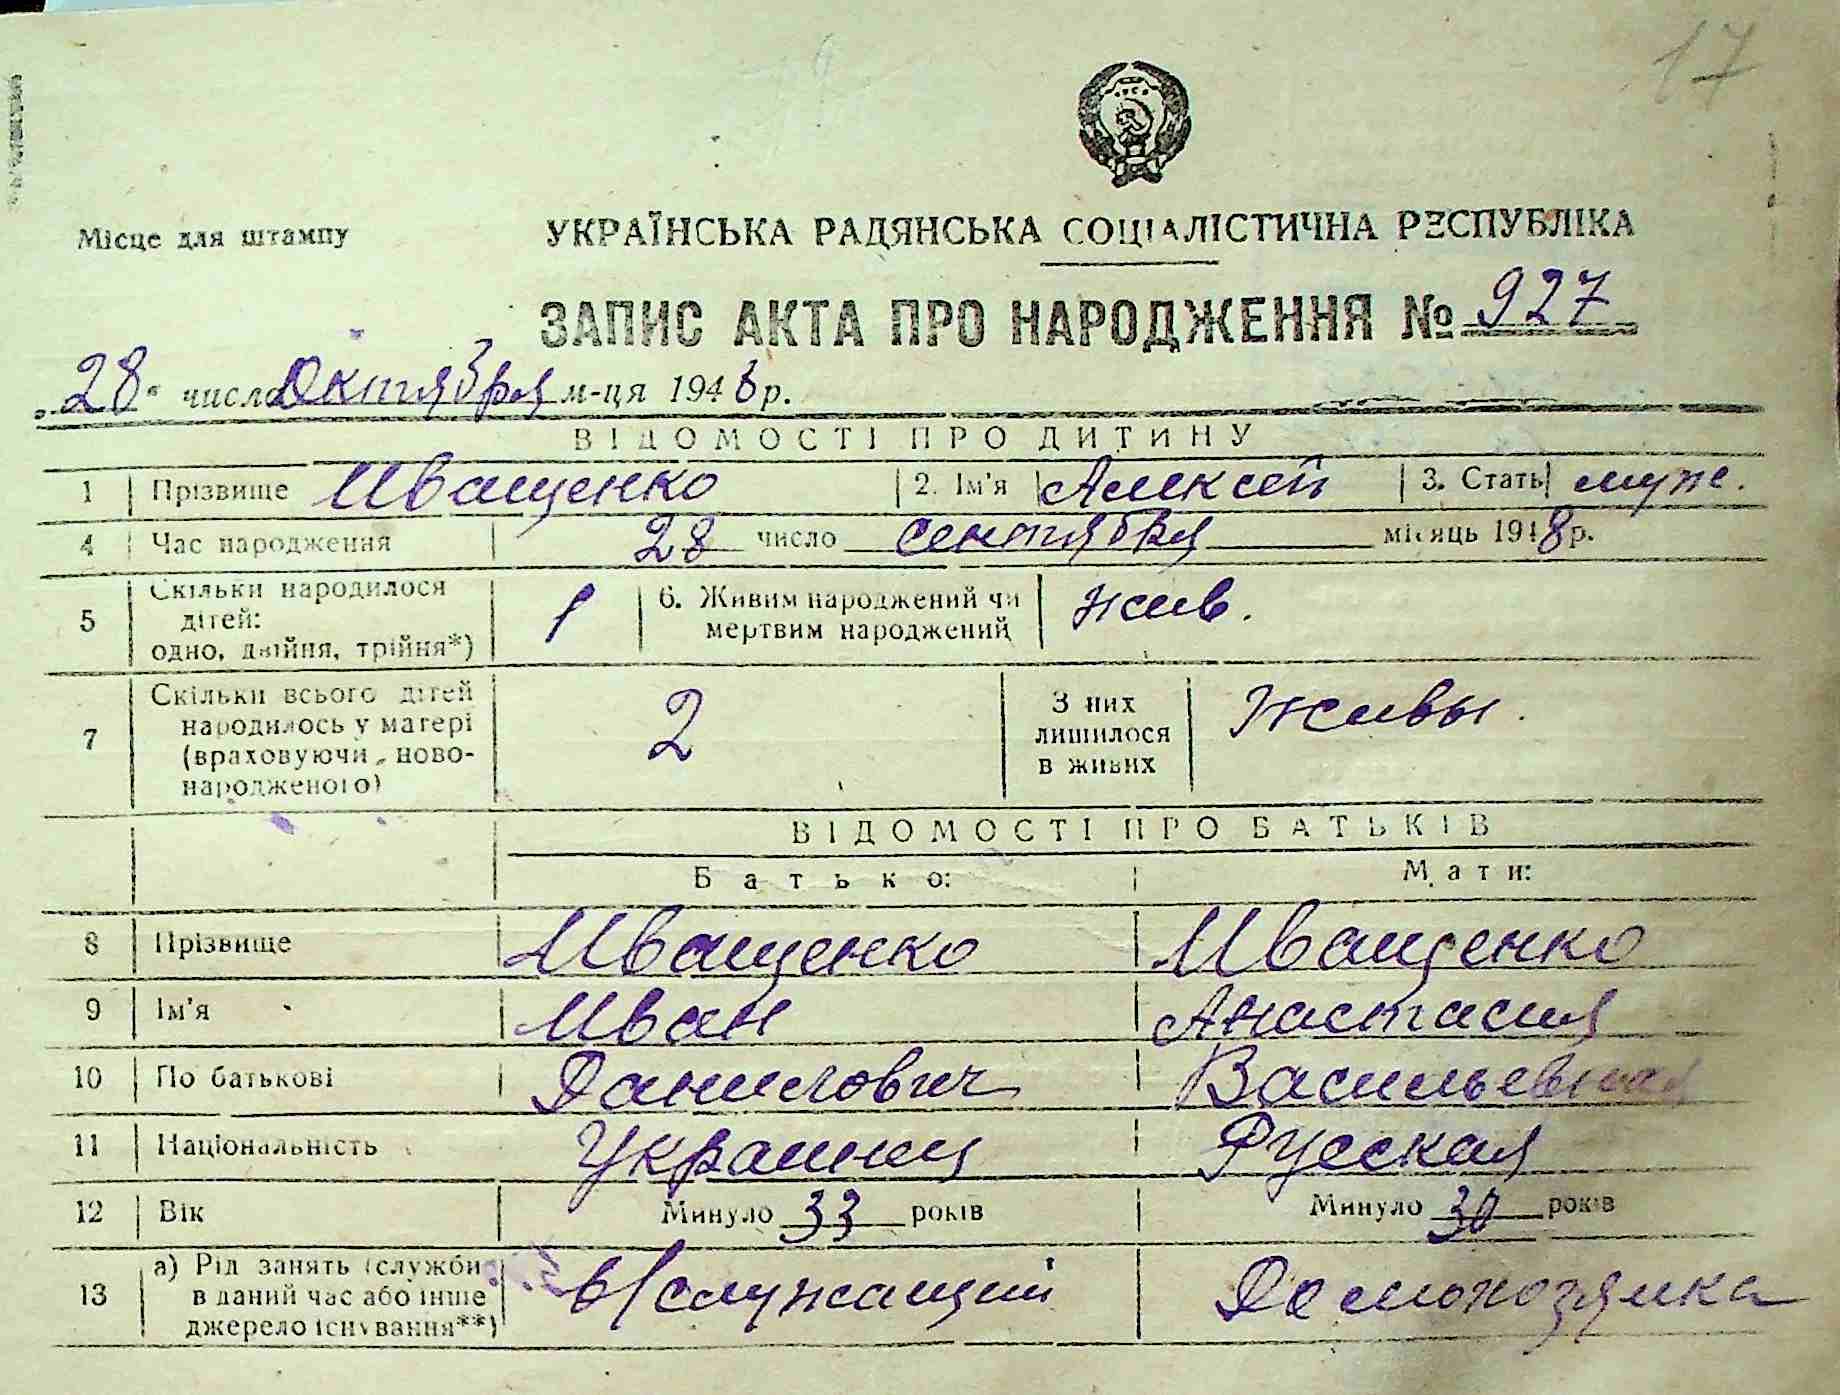 17
Місце для штампу
УКРАЇНСЬКА РАДЯНСЬКА СОЦІАЛІСТИЧНА РЕСПУБЛІКА
ЗАПИС АКТА ПРО НАРОДЖЕННЯ № 927
„28“ число Октября м-ця 1948 р.
ВІДОМОСТІ ПРО ДИТИНУ
1 Прізвище Иващенко 2. Ім'я Алексей 3. Стать муж.
4 Час народження 28 число сентября місяць 1948 р.
5 Скільки народилося дітей: одно, двійня, трійня*) 1 6. Живим народжений чи мертвим народжений жив.
7 Скільки всього дітей народилось у матері (враховуючи новонародженого) 2 З них лишилося в живих живы.
ВІДОМОСТІ ПРО БАТЬКІВ
Батько: Мати:
8 Прізвище Иващенко Иващенко
9 Ім'я Иван Анастасия
10 По батькові Данилович Васильевная
11 Національність Украинец Русская
12 Вік Минуло 33 років Минуло 30 років
13 а) Рід занять (служби в даний час або інше джерело існування**) в/служащий Домохозяика